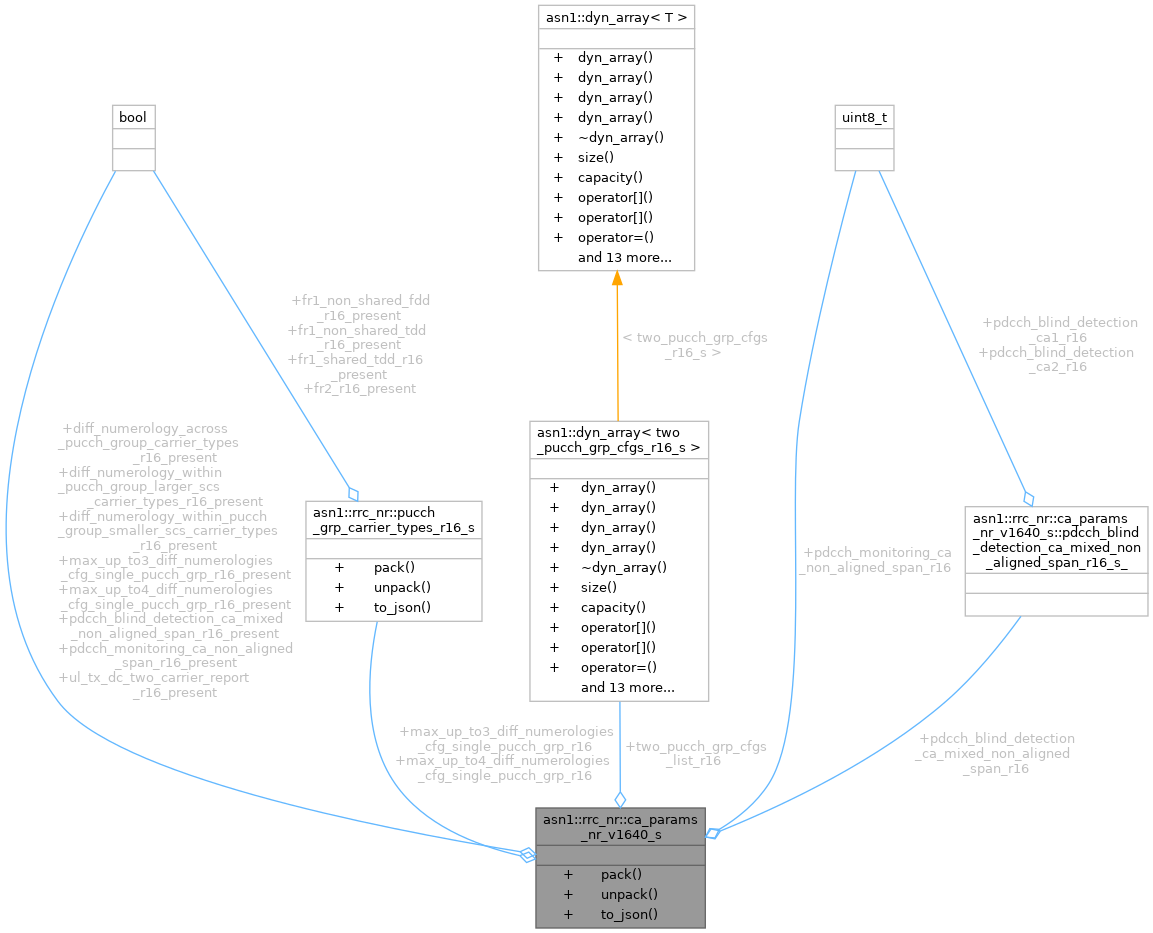 asn1::dyn_array< T >
+ dyn_array()
+ dyn_array()
+ dyn_array()
+ dyn_array()
+ ~dyn_array()
+ size()
+ capacity()
+ operator[]()
+ operator[]()
+ operator=()
and 13 more...
bool
uint8_t
+fr1_non_shared_fdd
_r16_present
+fr1_non_shared_tdd
_r16_present
+fr1_shared_tdd_r16
_present
+fr2_r16_present
< two_pucch_grp_cfgs
_r16_s >
+pdcch_blind_detection
_ca1_r16
+pdcch_blind_detection
_ca2_r16
+diff_numerology_across
_pucch_group_carrier_types
_r16_present
+diff_numerology_within
_pucch_group_larger_scs
_carrier_types_r16_present
+diff_numerology_within_pucch
_group_smaller_scs_carrier_types
_r16_present
+max_up_to3_diff_numerologies
_cfg_single_pucch_grp_r16_present
+max_up_to4_diff_numerologies
_cfg_single_pucch_grp_r16_present
+pdcch_blind_detection_ca_mixed
_non_aligned_span_r16_present
+pdcch_monitoring_ca_non_aligned
_span_r16_present
+ul_tx_dc_two_carrier_report
_r16_present
asn1::rrc_nr::pucch
_grp_carrier_types_r16_s
+ pack()
+ unpack()
+ to_json()
asn1::dyn_array< two
_pucch_grp_cfgs_r16_s >
+ dyn_array()
+ dyn_array()
+ dyn_array()
+ dyn_array()
+ ~dyn_array()
+ size()
+ capacity()
+ operator[]()
+ operator[]()
+ operator=()
and 13 more...
+pdcch_monitoring_ca
_non_aligned_span_r16
asn1::rrc_nr::ca_params
_nr_v1640_s::pdcch_blind
_detection_ca_mixed_non
_aligned_span_r16_s_
+max_up_to3_diff_numerologies
_cfg_single_pucch_grp_r16
+max_up_to4_diff_numerologies
_cfg_single_pucch_grp_r16
+two_pucch_grp_cfgs
_list_r16
+pdcch_blind_detection
_ca_mixed_non_aligned
_span_r16
asn1::rrc_nr::ca_params
_nr_v1640_s
+ pack()
+ unpack()
+ to_json()